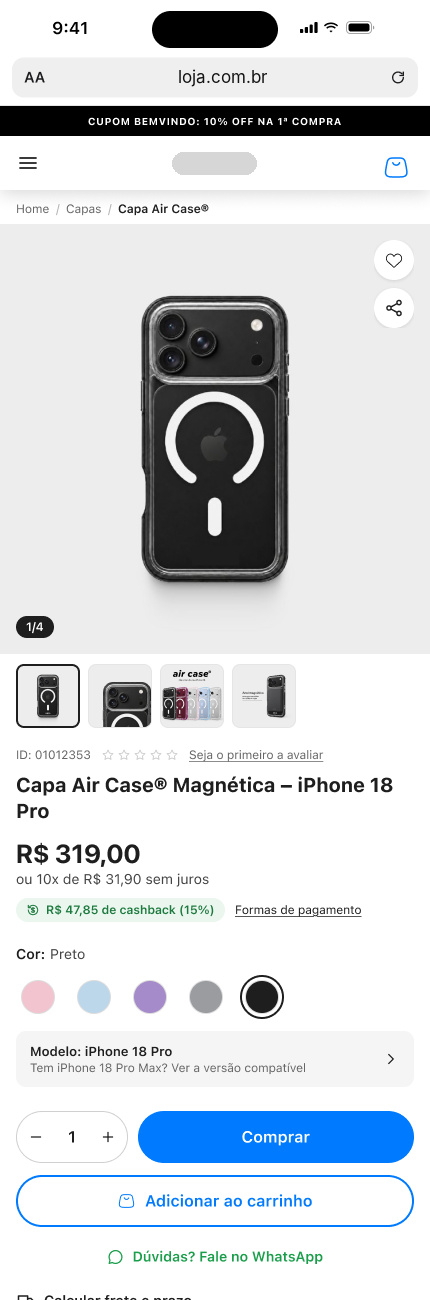 9:41
AA
loja.com.br
CUPOM BEMVINDO: 10% OFF NA 1ª COMPRA
Home / Capas / Capa Air Case®
1/4
air case®
ID: 01012353
Seja o primeiro a avaliar
Capa Air Case® Magnética – iPhone 18
Pro
R$ 319,00
ou 10x de R$ 31,90 sem juros
R$ 47,85 de cashback (15%)
Formas de pagamento
Cor: Preto
Modelo: iPhone 18 Pro
Tem iPhone 18 Pro Max? Ver a versão compatível
− 1 +
Comprar
Adicionar ao carrinho
Dúvidas? Fale no WhatsApp
Calcular frete e prazo